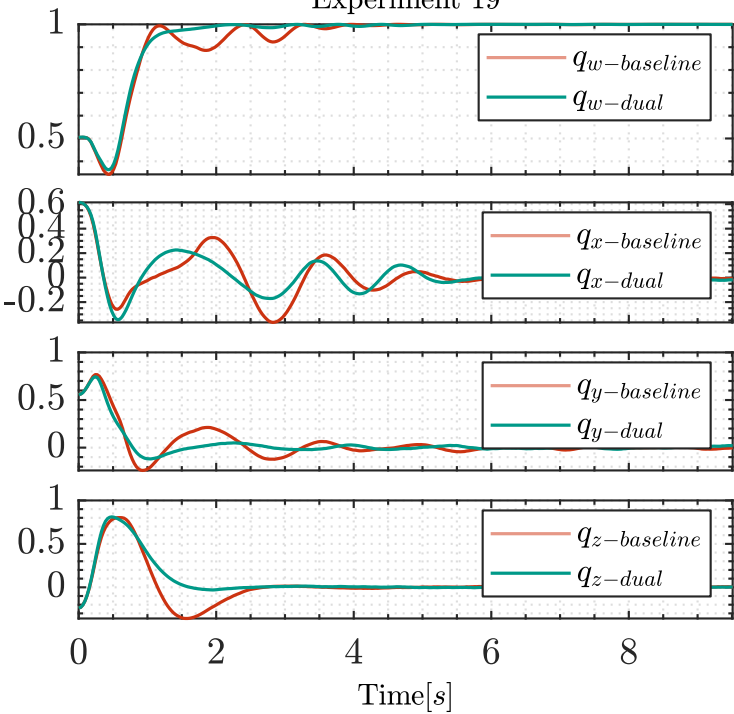 Experiment 19
1
0.5
q_{w-baseline}
q_{w-dual}
0.6
0.4
0.2
0
-0.2
q_{x-baseline}
q_{x-dual}
1
0.5
0
q_{y-baseline}
q_{y-dual}
1
0.5
0
q_{z-baseline}
q_{z-dual}
0 2 4 6 8
Time[s]